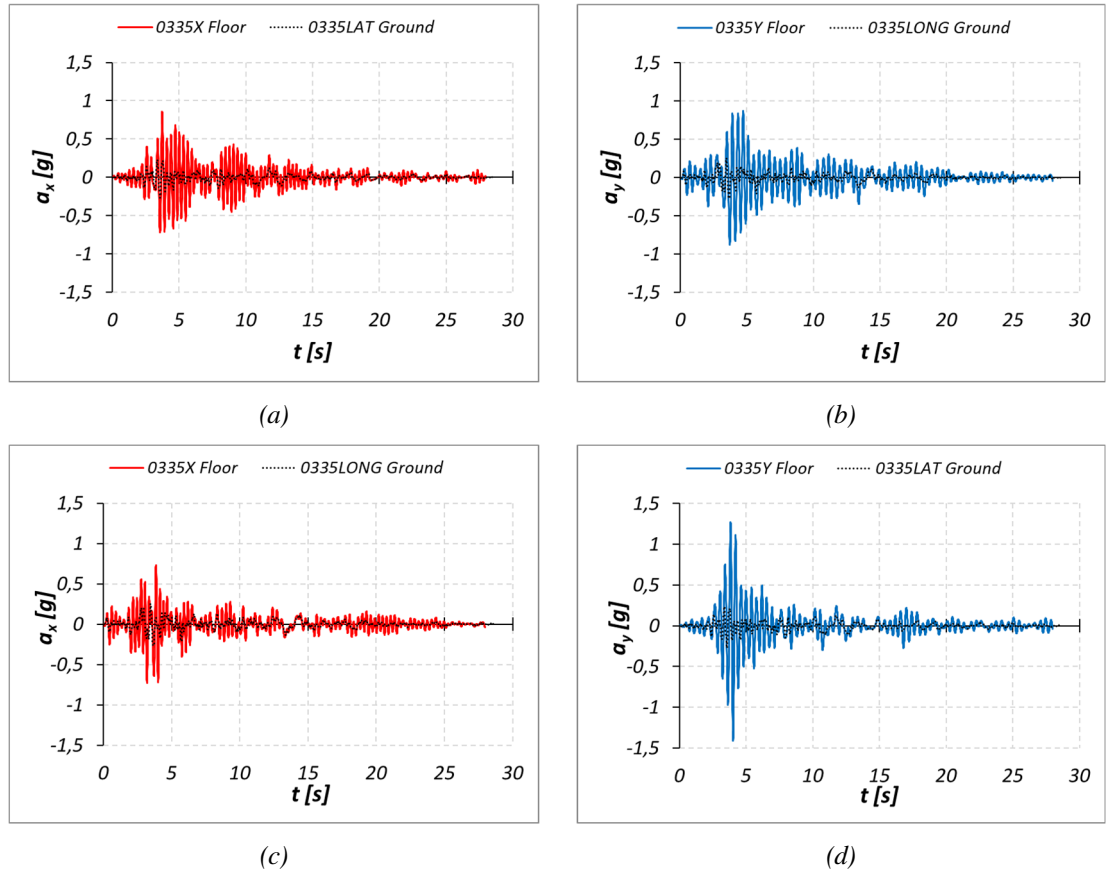 0335X Floor 0335LAT Ground
1,5
1
0,5
0
-0,5
-1
-1,5
0 5 10 15 20 25 30
ax [g]
t [s]
(a)
0335Y Floor 0335LONG Ground
1,5
1
0,5
0
-0,5
-1
-1,5
0 5 10 15 20 25 30
ay [g]
t [s]
(b)
0335X Floor 0335LONG Ground
1,5
1
0,5
0
-0,5
-1
-1,5
0 5 10 15 20 25 30
ax [g]
t [s]
(c)
0335Y Floor 0335LAT Ground
1,5
1
0,5
0
-0,5
-1
-1,5
0 5 10 15 20 25 30
ay [g]
t [s]
(d)